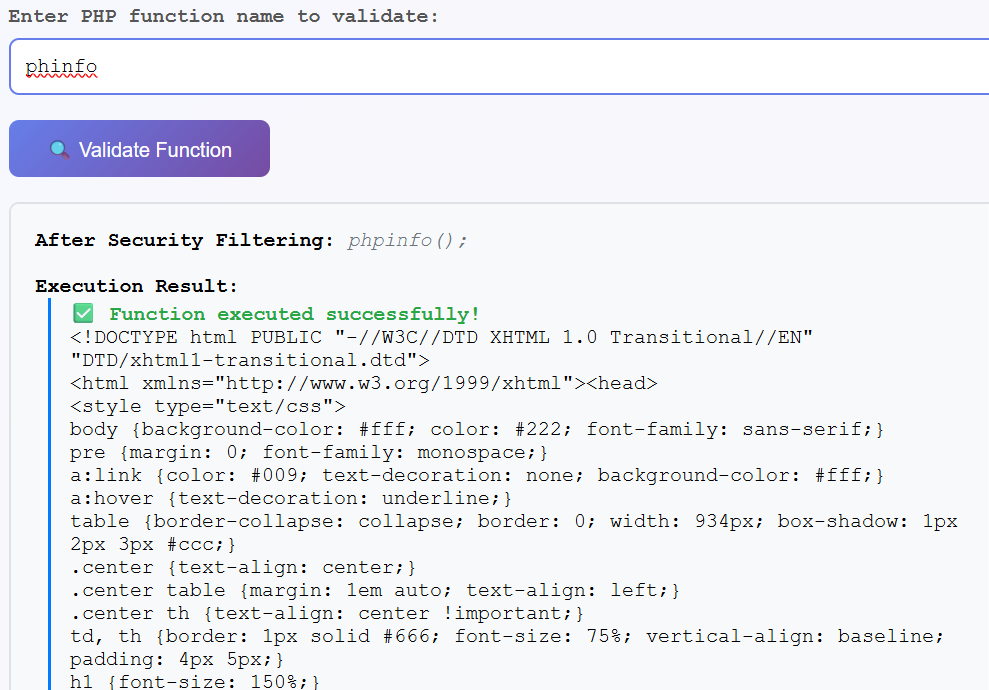 Enter PHP function name to validate:
phinfo
🔍 Validate Function
After Security Filtering: phpinfo();
Execution Result:
✅ Function executed successfully!
<!DOCTYPE html PUBLIC "-//W3C//DTD XHTML 1.0 Transitional//EN"
"DTD/xhtml1-transitional.dtd">
<html xmlns="http://www.w3.org/1999/xhtml"><head>
<style type="text/css">
body {background-color: #fff; color: #222; font-family: sans-serif;}
pre {margin: 0; font-family: monospace;}
a:link {color: #009; text-decoration: none; background-color: #fff;}
a:hover {text-decoration: underline;}
table {border-collapse: collapse; border: 0; width: 934px; box-shadow: 1px
2px 3px #ccc;}
.center {text-align: center;}
.center table {margin: 1em auto; text-align: left;}
.center th {text-align: center !important;}
td, th {border: 1px solid #666; font-size: 75%; vertical-align: baseline;
padding: 4px 5px;}
h1 {font-size: 150%;}